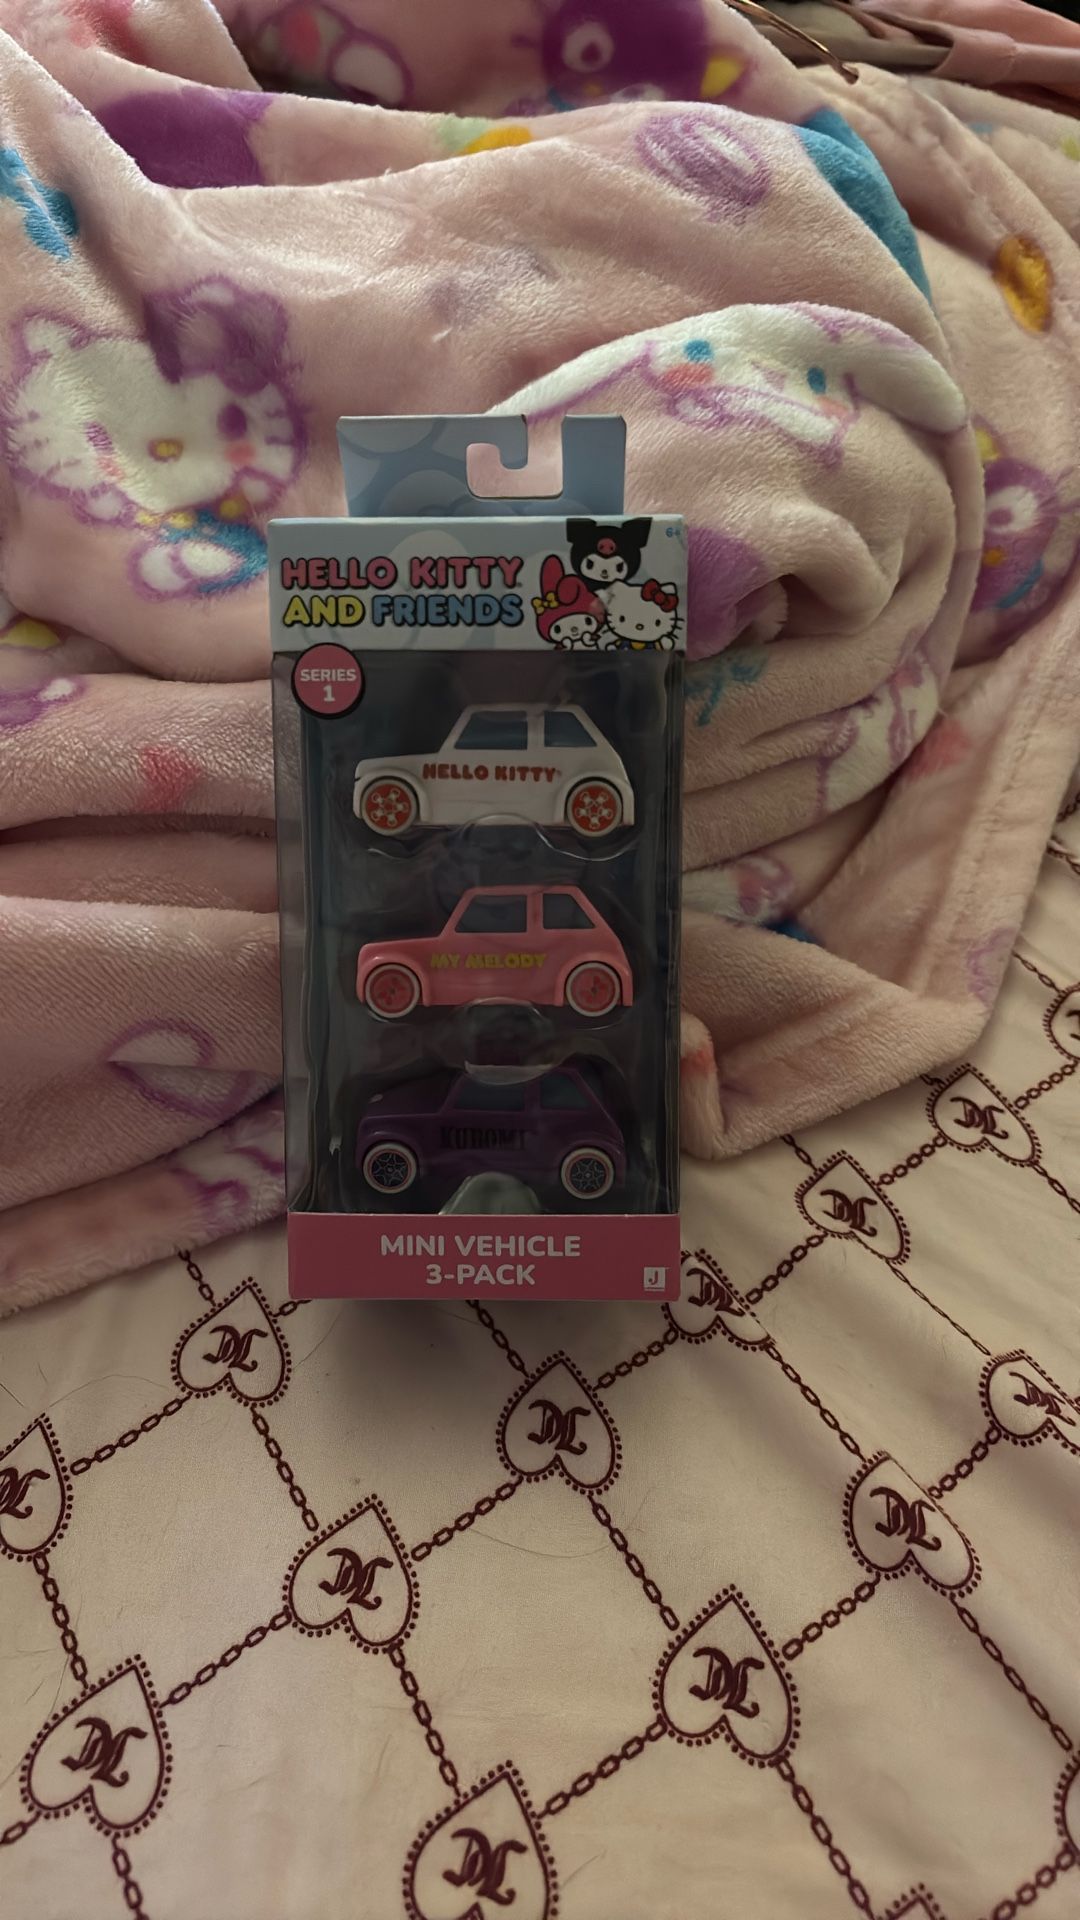 6+
HELLO KITTY
AND FRIENDS
SERIES
1
HELLO KITTY
MY MELODY
KUROMI
MINI VEHICLE
3-PACK
J